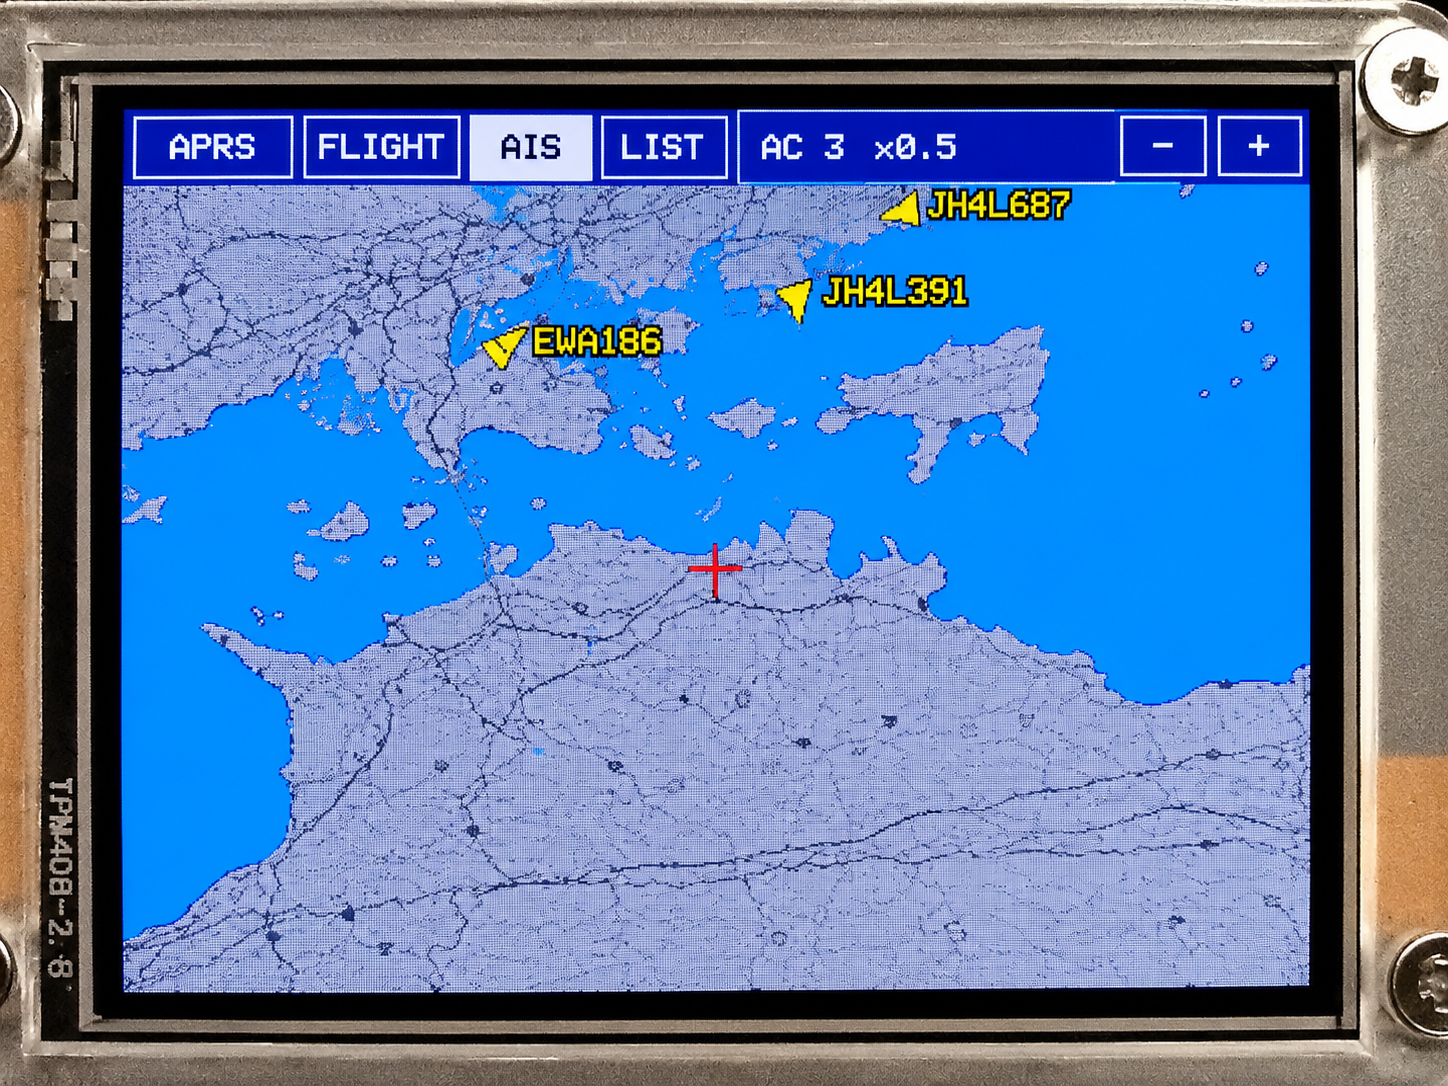 APRS FLIGHT AIS LIST AC 3 x0.5 - +
JH4L687
JH4L391
EWA186
TPM408-2.8